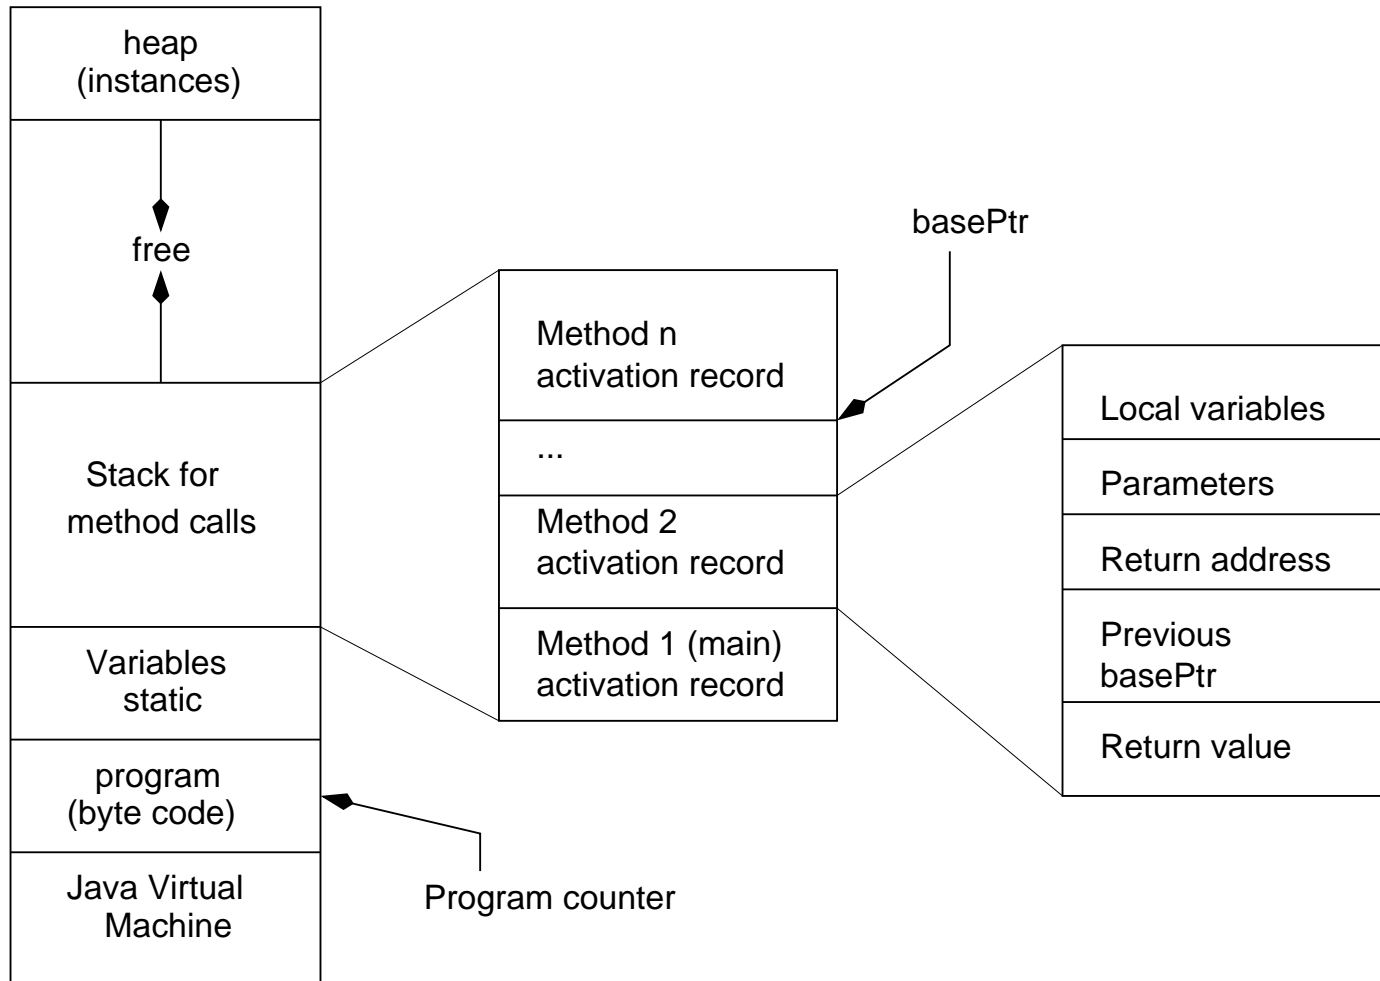 heap
(instances)
free
Stack for
method calls
Variables
static
program
(byte code)
Java Virtual
Machine
Method n
activation record
...
Method 2
activation record
Method 1 (main)
activation record
basePtr
Program counter
Local variables
Parameters
Return address
Previous
basePtr
Return value